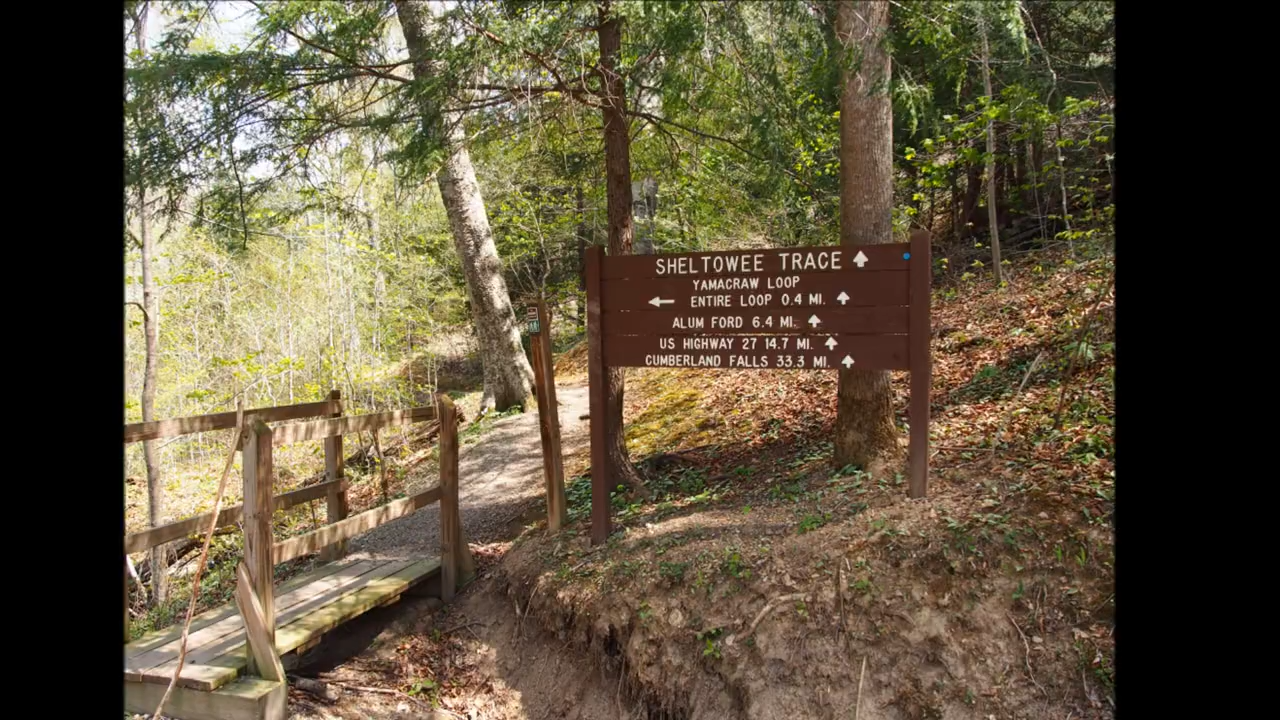 SHELTOWEE TRACE
YAMACRAW LOOP
ENTIRE LOOP 0.4 MI.
ALUM FORD 6.4 MI.
US HIGHWAY 27 14.7 MI.
CUMBERLAND FALLS 33.3 MI.